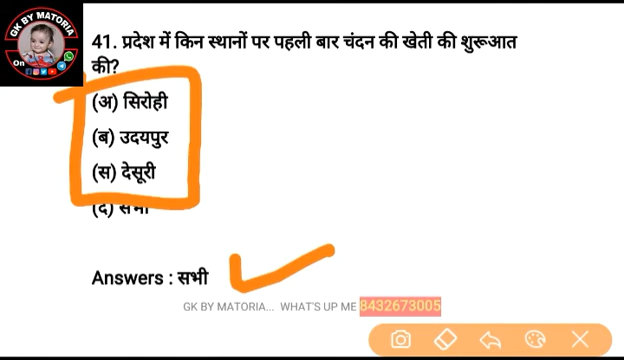 GK BY MATORIA
On
41. प्रदेश में किन स्थानों पर पहली बार चंदन की खेती की शुरूआत
की?
(अ) सिरोही
(ब) उदयपुर
(स) देसूरी
(द) सभी
Answers : सभी
GK BY MATORIA... WHAT'S UP ME 8432673005